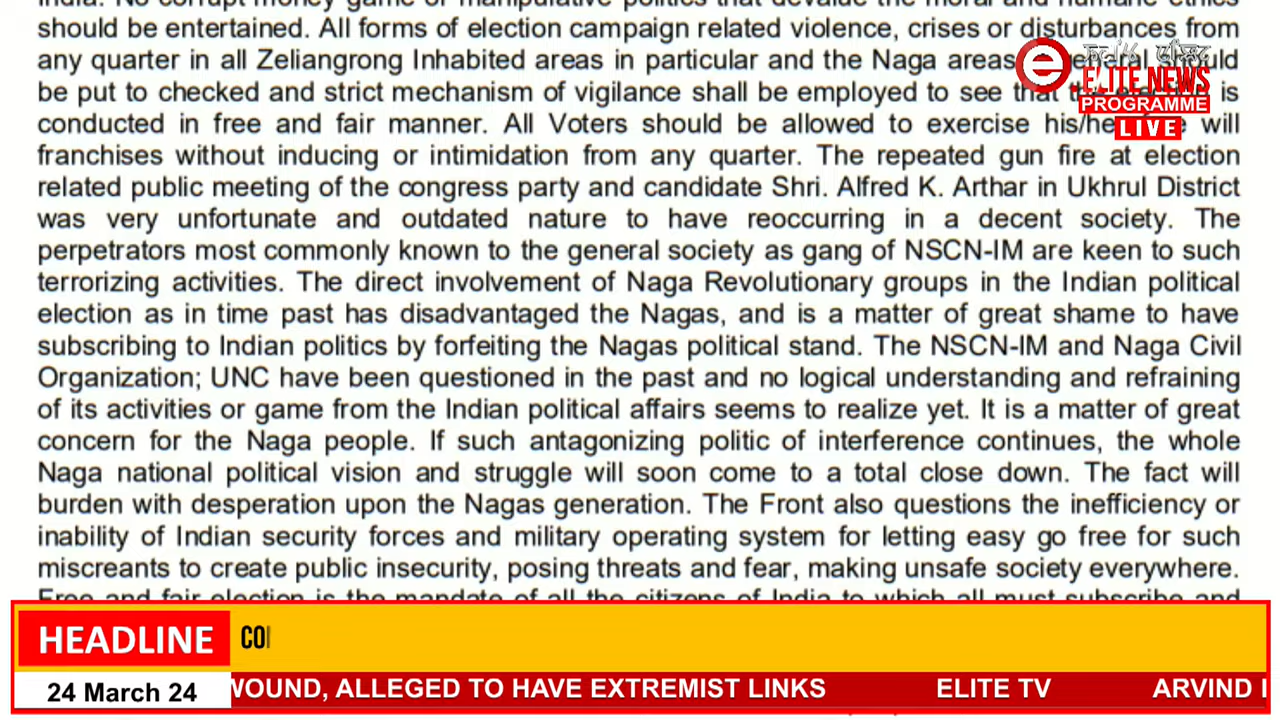 India. No corrupt money game or manipulative politics that devalue the moral and humane ethics
should be entertained. All forms of election campaign related violence, crises or disturbances from
any quarter in all Zeliangrong Inhabited areas in particular and the Naga areas
be put to checked and strict mechanism of vigilance shall be employed to see that the is
conducted in free and fair manner. All Voters should be allowed to exercise will
franchises without inducing or intimidation from any quarter. The repeated gun fire at election
related public meeting of the congress party and candidate Shri. Alfred K. Arthar in Ukhrul District
was very unfortunate and outdated nature to have reoccurring in a decent society. The
perpetrators most commonly known to the general society as gang of NSCN-IM are keen to such
terrorizing activities. The direct involvement of Naga Revolutionary groups in the Indian political
election as in time past has disadvantaged the Nagas, and is a matter of great shame to have
subscribing to Indian politics by forfeiting the Nagas political stand. The NSCN-IM and Naga Civil
Organization; UNC have been questioned in the past and no logical understanding and refraining
of its activities or game from the Indian political affairs seems to realize yet. It is a matter of great
concern for the Naga people. If such antagonizing politic of interference continues, the whole
Naga national political vision and struggle will soon come to a total close down. The fact will
burden with desperation upon the Nagas generation. The Front also questions the inefficiency or
inability of Indian security forces and military operating system for letting easy go free for such
miscreants to create public insecurity, posing threats and fear, making unsafe society everywhere.
Free and fair election is the mandate of all the citizens of India to which all must subscribe and
e
ELITE NEWS
PROGRAMME
LIVE
HEADLINE
24 March 24
WOUND, ALLEGED TO HAVE EXTREMIST LINKS ELITE TV ARVIND